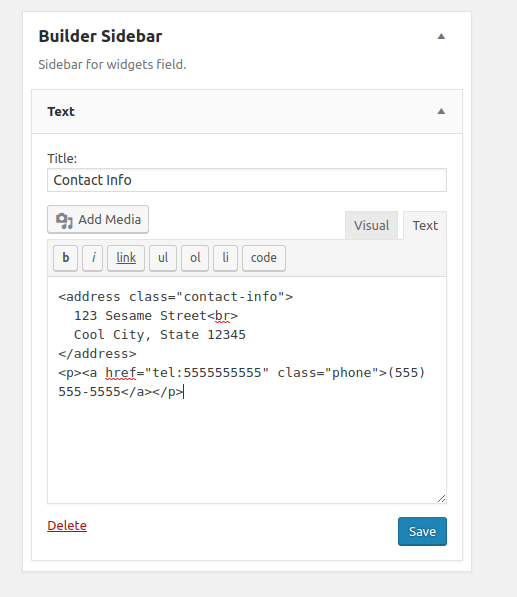 Builder Sidebar
Sidebar for widgets field.
Text
Title:
Contact Info
Add Media
Visual Text
b i link ul ol li code
<address class="contact-info">
  123 Sesame Street<br>
  Cool City, State 12345
</address>
<p><a href="tel:5555555555" class="phone">(555)
555-5555</a></p>
Delete
Save